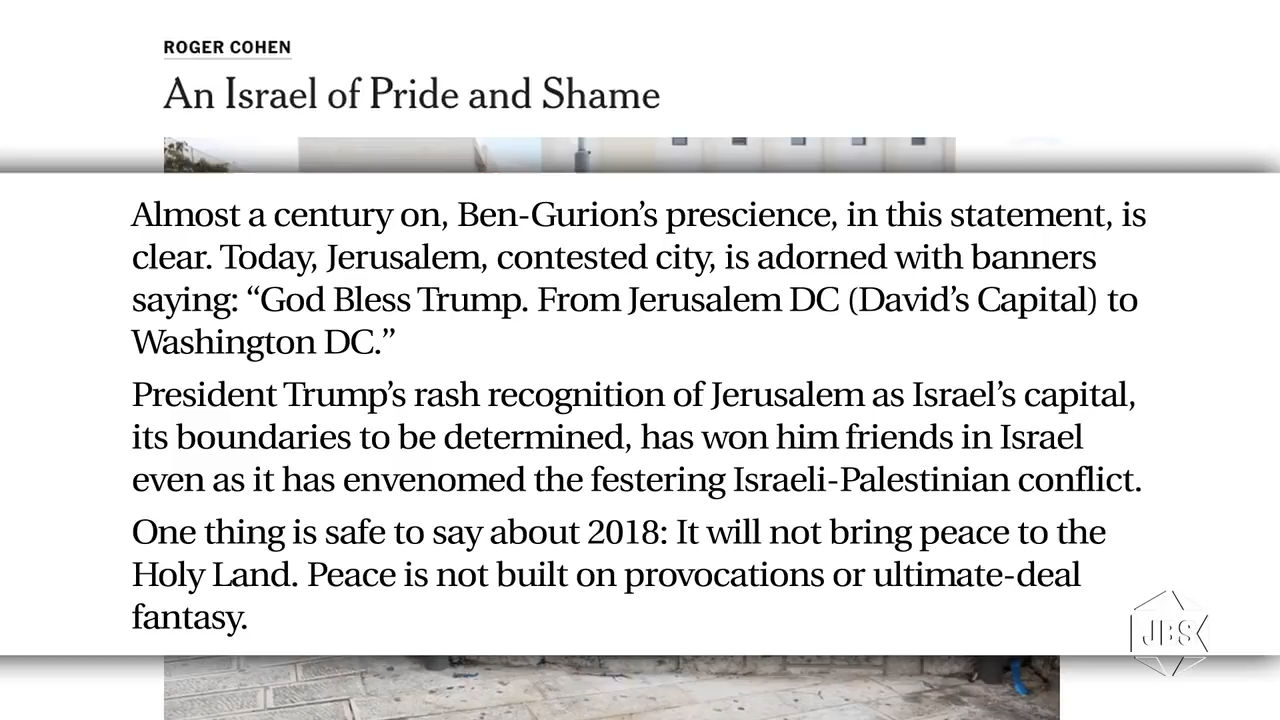 ROGER COHEN
An Israel of Pride and Shame
Almost a century on, Ben-Gurion’s prescience, in this statement, is
clear. Today, Jerusalem, contested city, is adorned with banners
saying: “God Bless Trump. From Jerusalem DC (David’s Capital) to
Washington DC.”
President Trump’s rash recognition of Jerusalem as Israel’s capital,
its boundaries to be determined, has won him friends in Israel
even as it has envenomed the festering Israeli-Palestinian conflict.
One thing is safe to say about 2018: It will not bring peace to the
Holy Land. Peace is not built on provocations or ultimate-deal
fantasy.
JBS